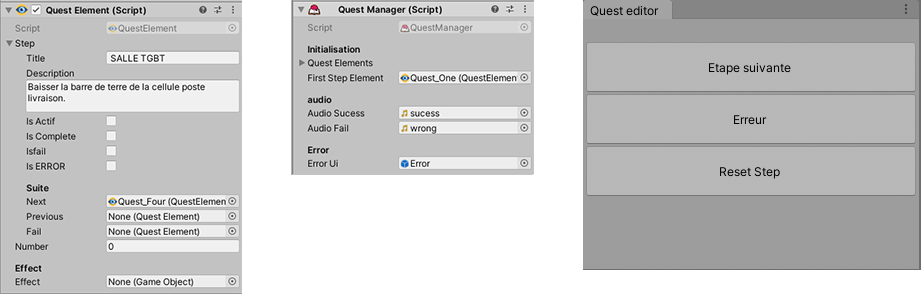 Quest Element (Script)
Script QuestElement
Step
Title SALLE TGBT
Description
Baisser la barre de terre de la cellule poste
livraison.
Is Actif
Is Complete
Isfail
Is ERROR
Suite
Next Quest_Four (QuestElemen
Previous None (Quest Element)
Fail None (Quest Element)
Number 0
Effect
Effect None (Game Object)
Quest Manager (Script)
Script QuestManager
Initialisation
Quest Elements
First Step Element Quest_One (QuestElement
audio
Audio Sucess sucess
Audio Fail wrong
Error
Error Ui Error
Quest editor
Etape suivante
Erreur
Reset Step